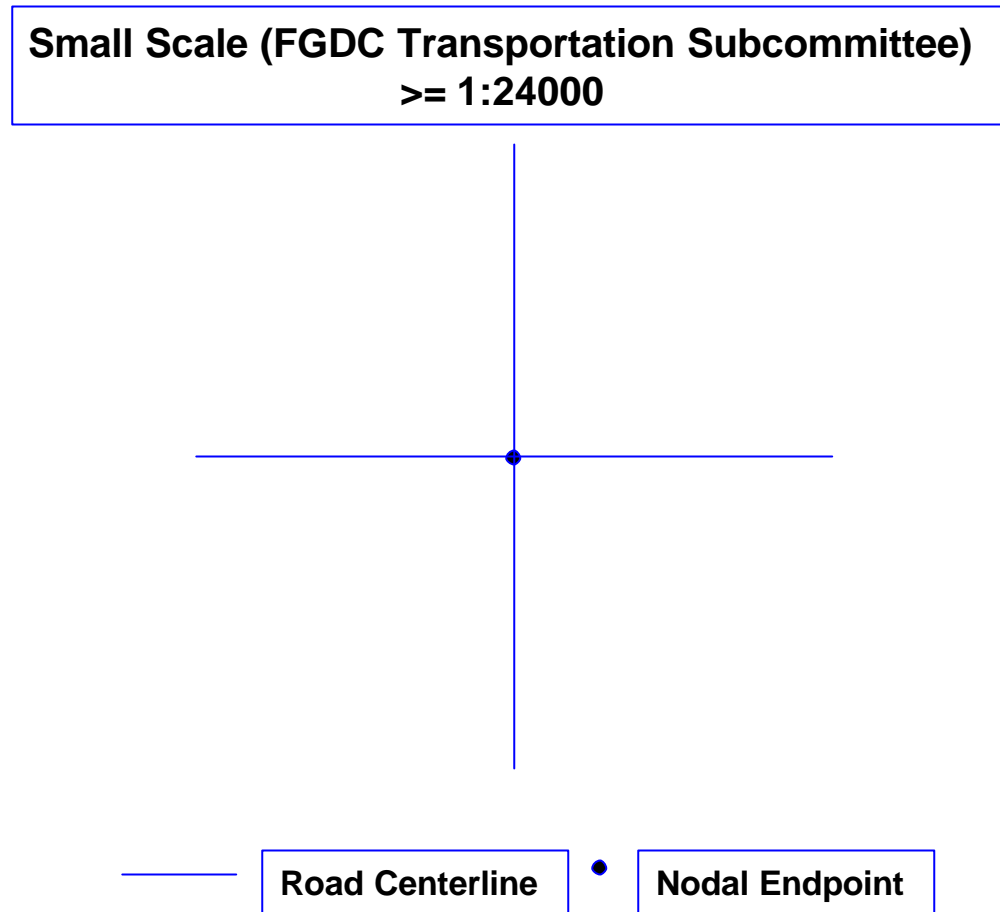 Small Scale (FGDC Transportation Subcommittee)
>= 1:24000
Road Centerline
Nodal Endpoint